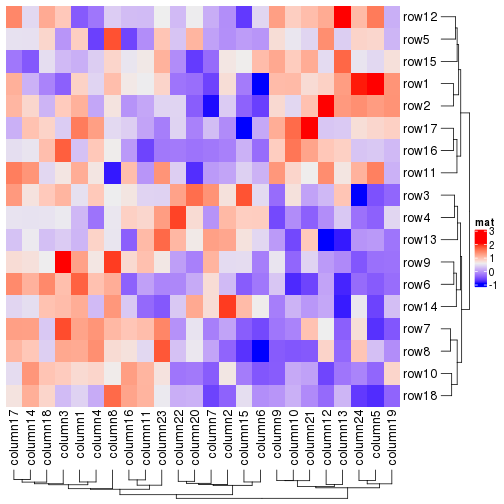 row12
row5
row15
row1
row2
row17
row16
row11
row3
row4
row13
row9
row6
row14
row7
row8
row10
row18
mat
3
2
1
0
-1
column17
column14
column18
column3
column1
column4
column8
column16
column11
column23
column22
column20
column7
column2
column15
column6
column9
column10
column21
column12
column13
column24
column5
column19